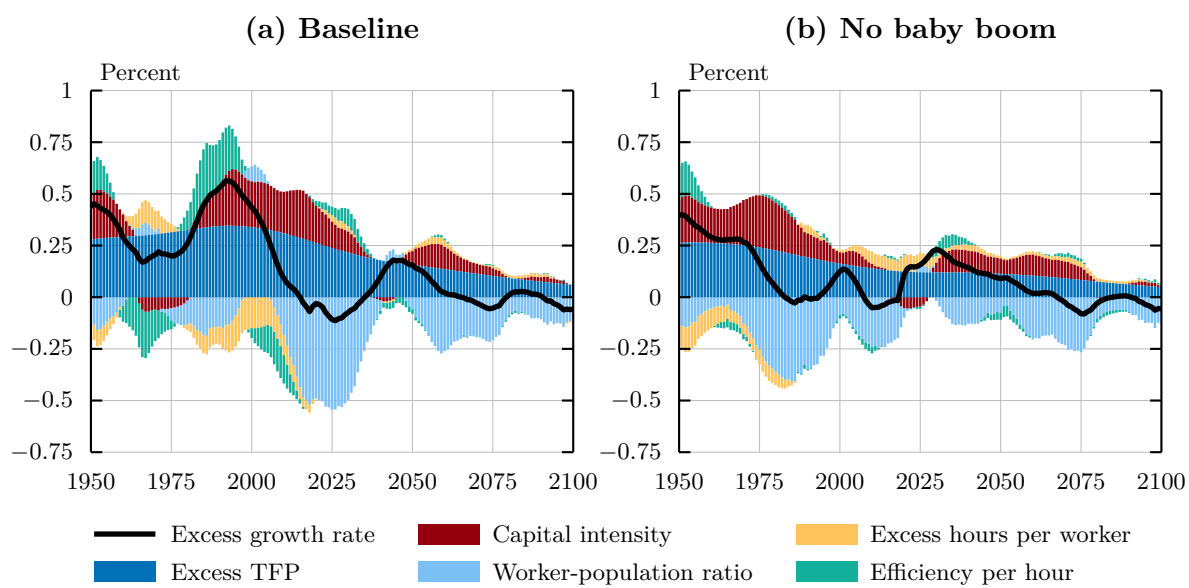 (a) Baseline
Percent
1
0.75
0.5
0.25
0
−0.25
−0.5
−0.75
1950 1975 2000 2025 2050 2075 2100
(b) No baby boom
Percent
1
0.75
0.5
0.25
0
−0.25
−0.5
−0.75
1950 1975 2000 2025 2050 2075 2100
Excess growth rate Capital intensity Excess hours per worker
Excess TFP Worker-population ratio Efficiency per hour